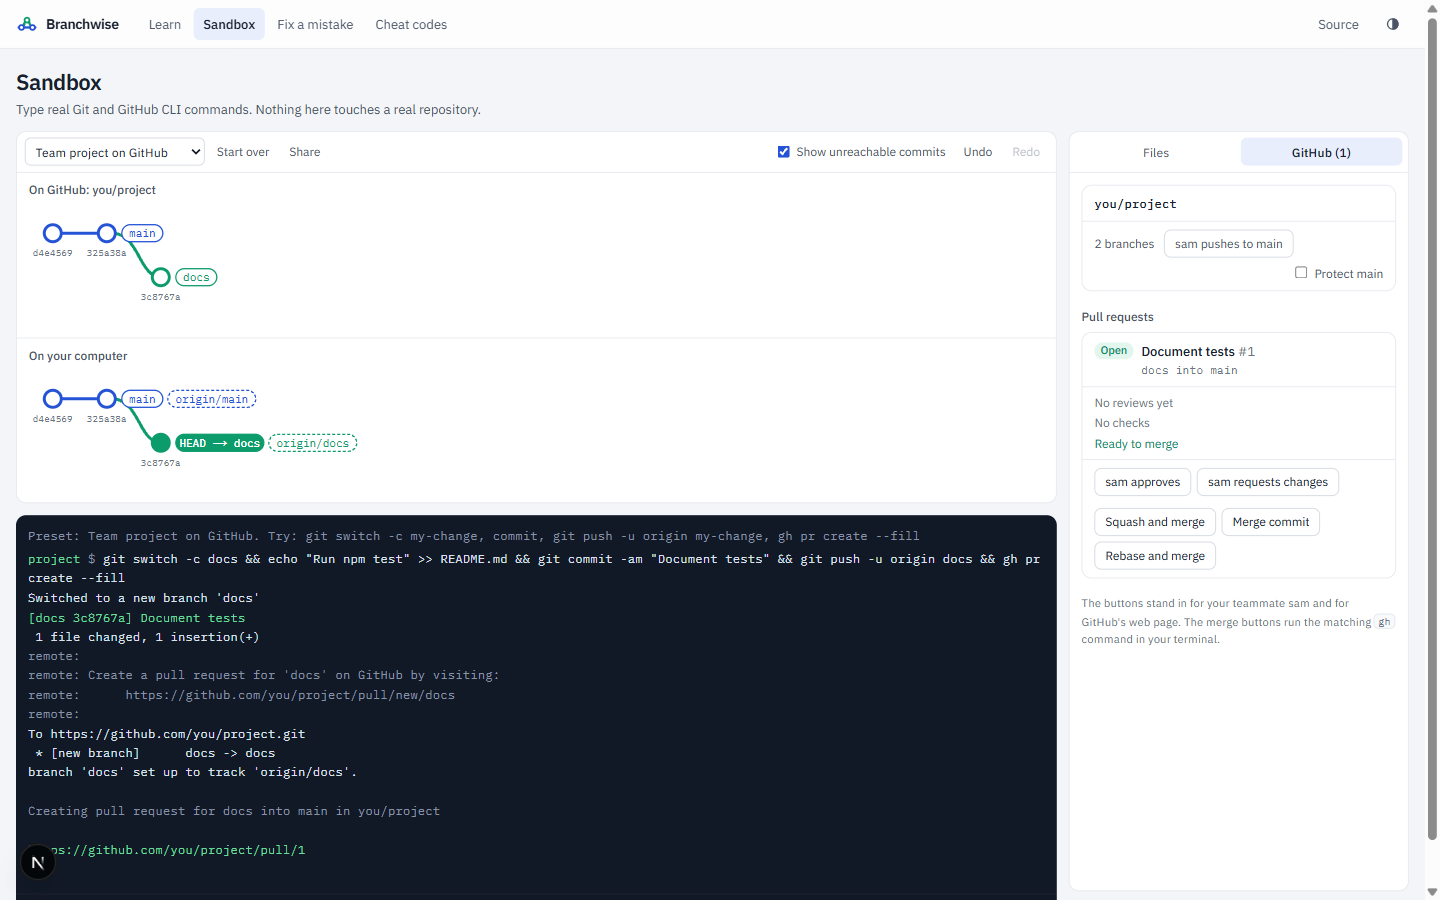 Branchwise
Learn
Sandbox
Fix a mistake
Cheat codes
Source
Sandbox
Type real Git and GitHub CLI commands. Nothing here touches a real repository.
Team project on GitHub
Start over
Share
Show unreachable commits
Undo
Redo
On GitHub: you/project
main
d4e4569
325a38a
docs
3c8767a
On your computer
main
origin/main
d4e4569
325a38a
HEAD → docs
origin/docs
3c8767a
Preset: Team project on GitHub. Try: git switch -c my-change, commit, git push -u origin my-change, gh pr create --fill
project $ git switch -c docs && echo "Run npm test" >> README.md && git commit -am "Document tests" && git push -u origin docs && gh pr
create --fill
Switched to a new branch 'docs'
[docs 3c8767a] Document tests
1 file changed, 1 insertion(+)
remote:
remote: Create a pull request for 'docs' on GitHub by visiting:
remote:      https://github.com/you/project/pull/new/docs
remote:
To https://github.com/you/project.git
* [new branch]      docs -> docs
branch 'docs' set up to track 'origin/docs'.
Creating pull request for docs into main in you/project
ps://github.com/you/project/pull/1
N
Files
GitHub (1)
you/project
2 branches
sam pushes to main
Protect main
Pull requests
Open
Document tests #1
docs into main
No reviews yet
No checks
Ready to merge
sam approves
sam requests changes
Squash and merge
Merge commit
Rebase and merge
The buttons stand in for your teammate sam and for
GitHub's web page. The merge buttons run the matching gh
command in your terminal.